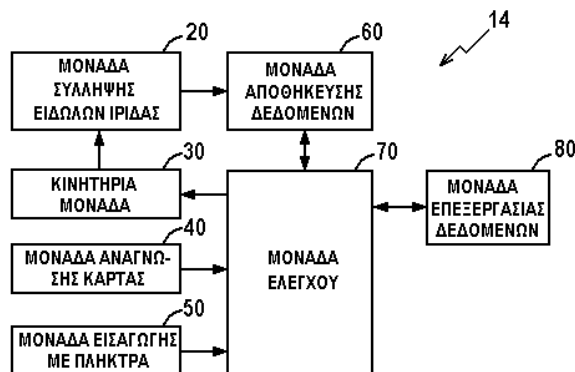 20
ΜΟΝΑΔΑ
ΣΥΛΛΗΨΗΣ
ΕΙΔΩΛΩΝ ΙΡΙΔΑΣ
60
ΜΟΝΑΔΑ
ΑΠΟΘΗΚΕΥΣΗΣ
ΔΕΔΟΜΕΝΩΝ
14
30
ΚΙΝΗΤΗΡΙΑ
ΜΟΝΑΔΑ
40
ΜΟΝΑΔΑ ΑΝΑΓΝΩ-
ΣΗΣ ΚΑΡΤΑΣ
50
ΜΟΝΑΔΑ ΕΙΣΑΓΩΓΗΣ
ΜΕ ΠΛΗΚΤΡΑ
70
ΜΟΝΑΔΑ
ΕΛΕΓΧΟΥ
80
ΜΟΝΑΔΑ
ΕΠΕΞΕΡΓΑΣΙΑΣ
ΔΕΔΟΜΕΝΩΝ